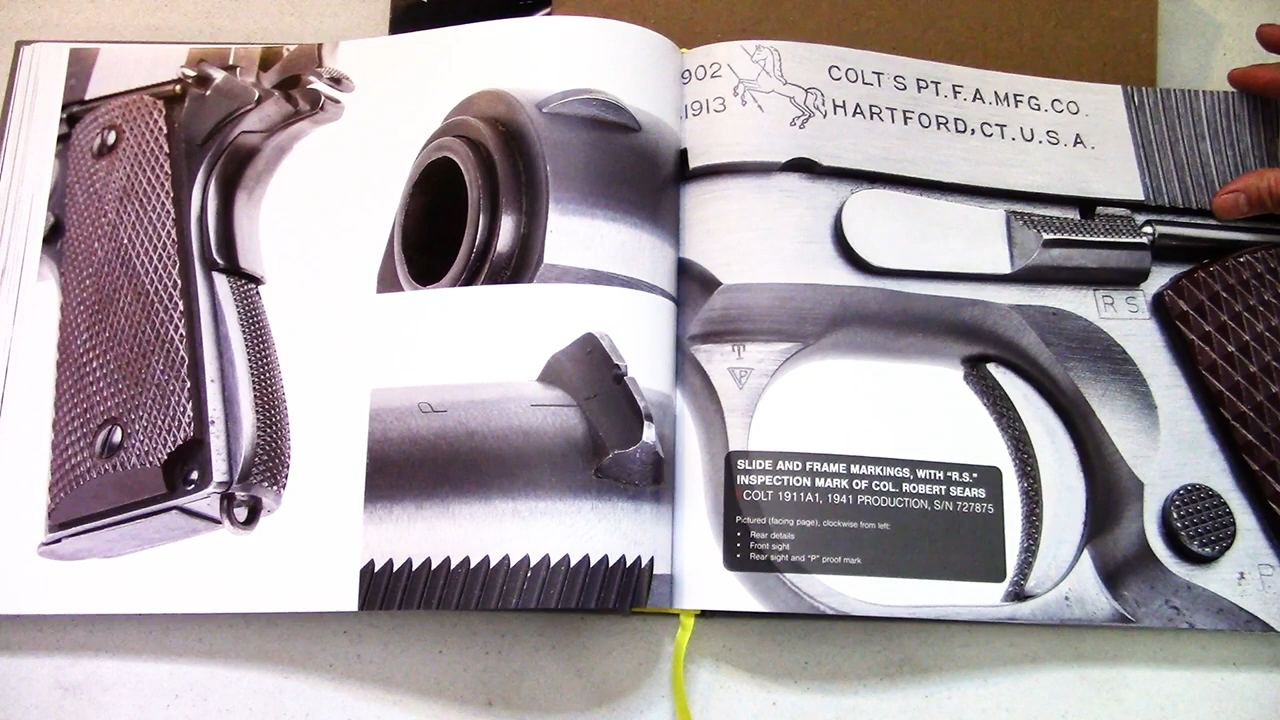 P
902
.1913
COLT'S PT.F.A.MFG.CO.
HARTFORD,CT.U.S.A.
R S
T
VP
P
SLIDE AND FRAME MARKINGS, WITH "R.S."
INSPECTION MARK OF COL. ROBERT SEARS
COLT 1911A1, 1941 PRODUCTION, S/N 727875
Pictured (facing page), clockwise from left:
• Rear details
• Front sight
• Rear sight and "P" proof mark